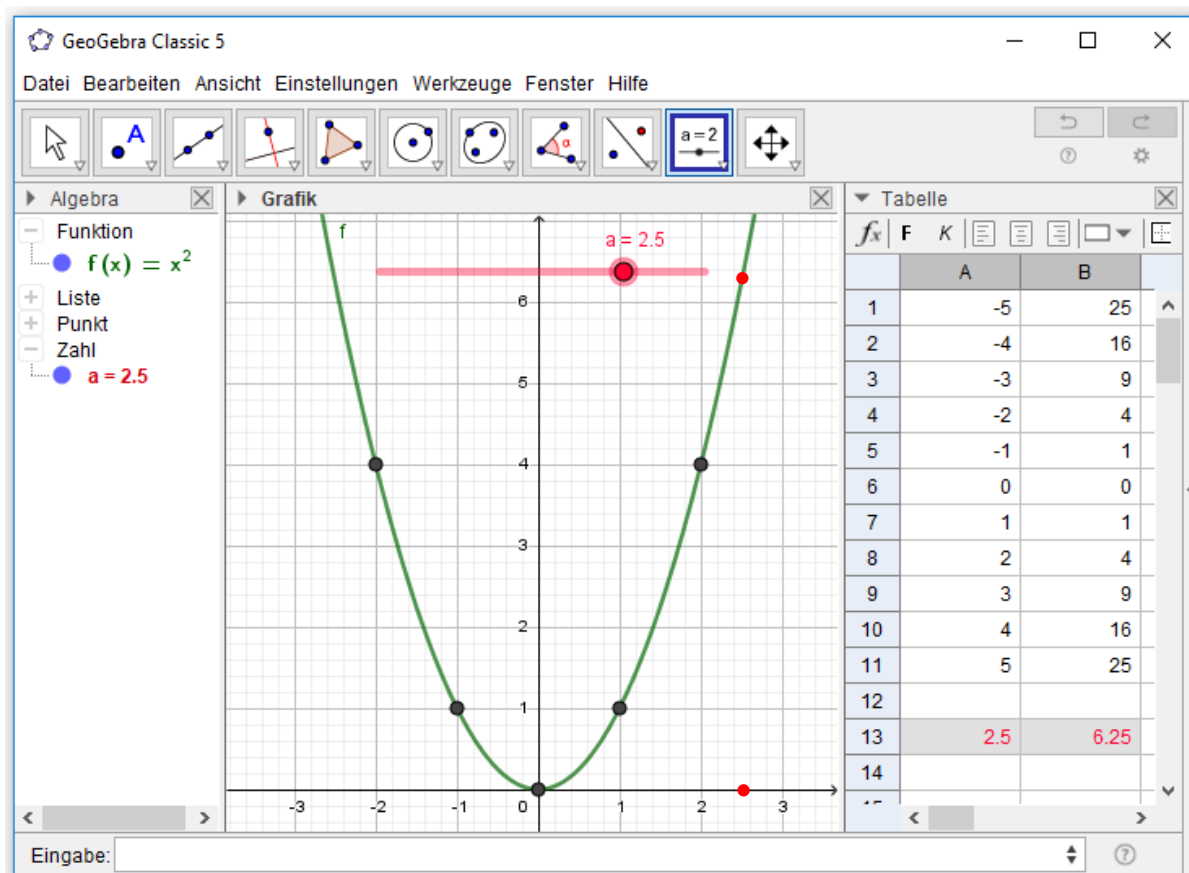 GeoGebra Classic 5
Datei Bearbeiten Ansicht Einstellungen Werkzeuge Fenster Hilfe
A
α
a = 2
Algebra
Funktion
f(x) = x²
Liste
Punkt
Zahl
a = 2.5
Grafik
f
a = 2.5
6
5
4
3
2
1
-3 -2 -1 0 1 2 3
Tabelle
fx F K
A B
1 -5 25
2 -4 16
3 -3 9
4 -2 4
5 -1 1
6 0 0
7 1 1
8 2 4
9 3 9
10 4 16
11 5 25
12
13 2.5 6.25
14
Eingabe: